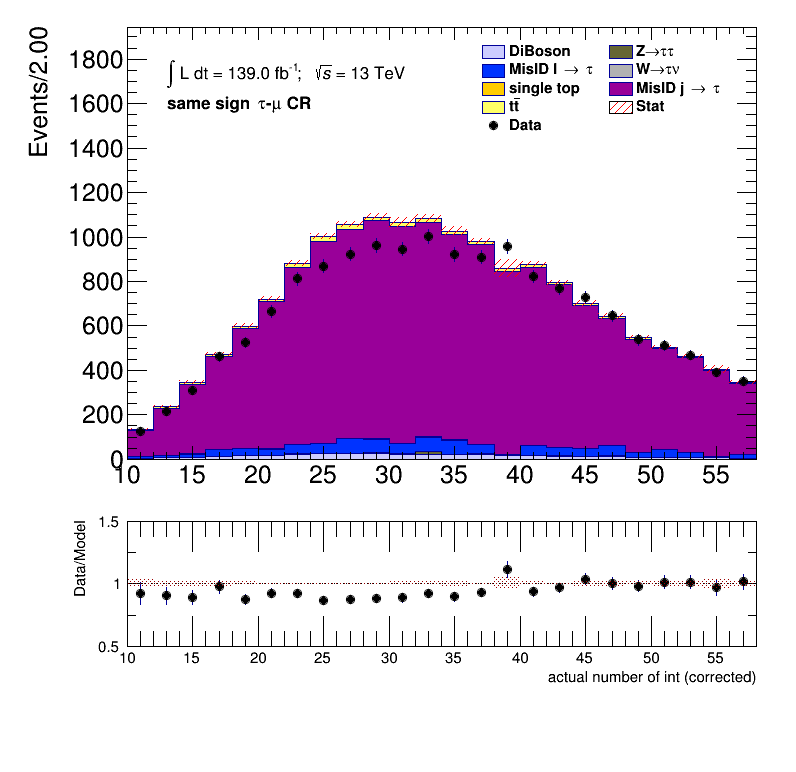 Events/2.00
1800
1600
1400
1200
1000
800
600
400
200
0
∫ L dt = 139.0 fb⁻¹; √s = 13 TeV
same sign τ-μ CR
DiBoson
MisID l → τ
single top
tt̄
Data
Z→ττ
W→τν
MisID j → τ
Stat
10 15 20 25 30 35 40 45 50 55
Data/Model
1.5
1
0.5
10 15 20 25 30 35 40 45 50 55
actual number of int (corrected)